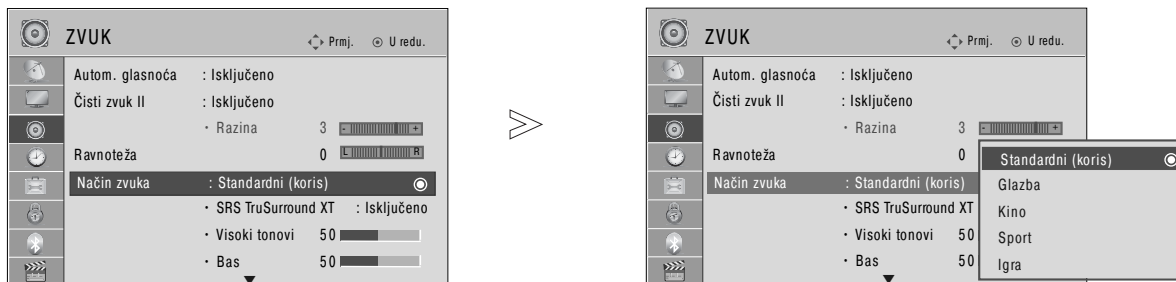 ZVUK
Prmj. U redu.
Autom. glasnoća : Isključeno
Čisti zvuk II : Isključeno
• Razina 3 - +
Ravnoteža 0 L R
Način zvuka : Standardni (koris)
• SRS TruSurround XT : Isključeno
• Visoki tonovi 50
• Bas 50
>
ZVUK
Prmj. U redu.
Autom. glasnoća : Isključeno
Čisti zvuk II : Isključeno
• Razina 3 - +
Ravnoteža 0
Način zvuka : Standardni (koris)
• SRS TruSurround XT
• Visoki tonovi 50
• Bas 50
Standardni (koris)
Glazba
Kino
Sport
Igra